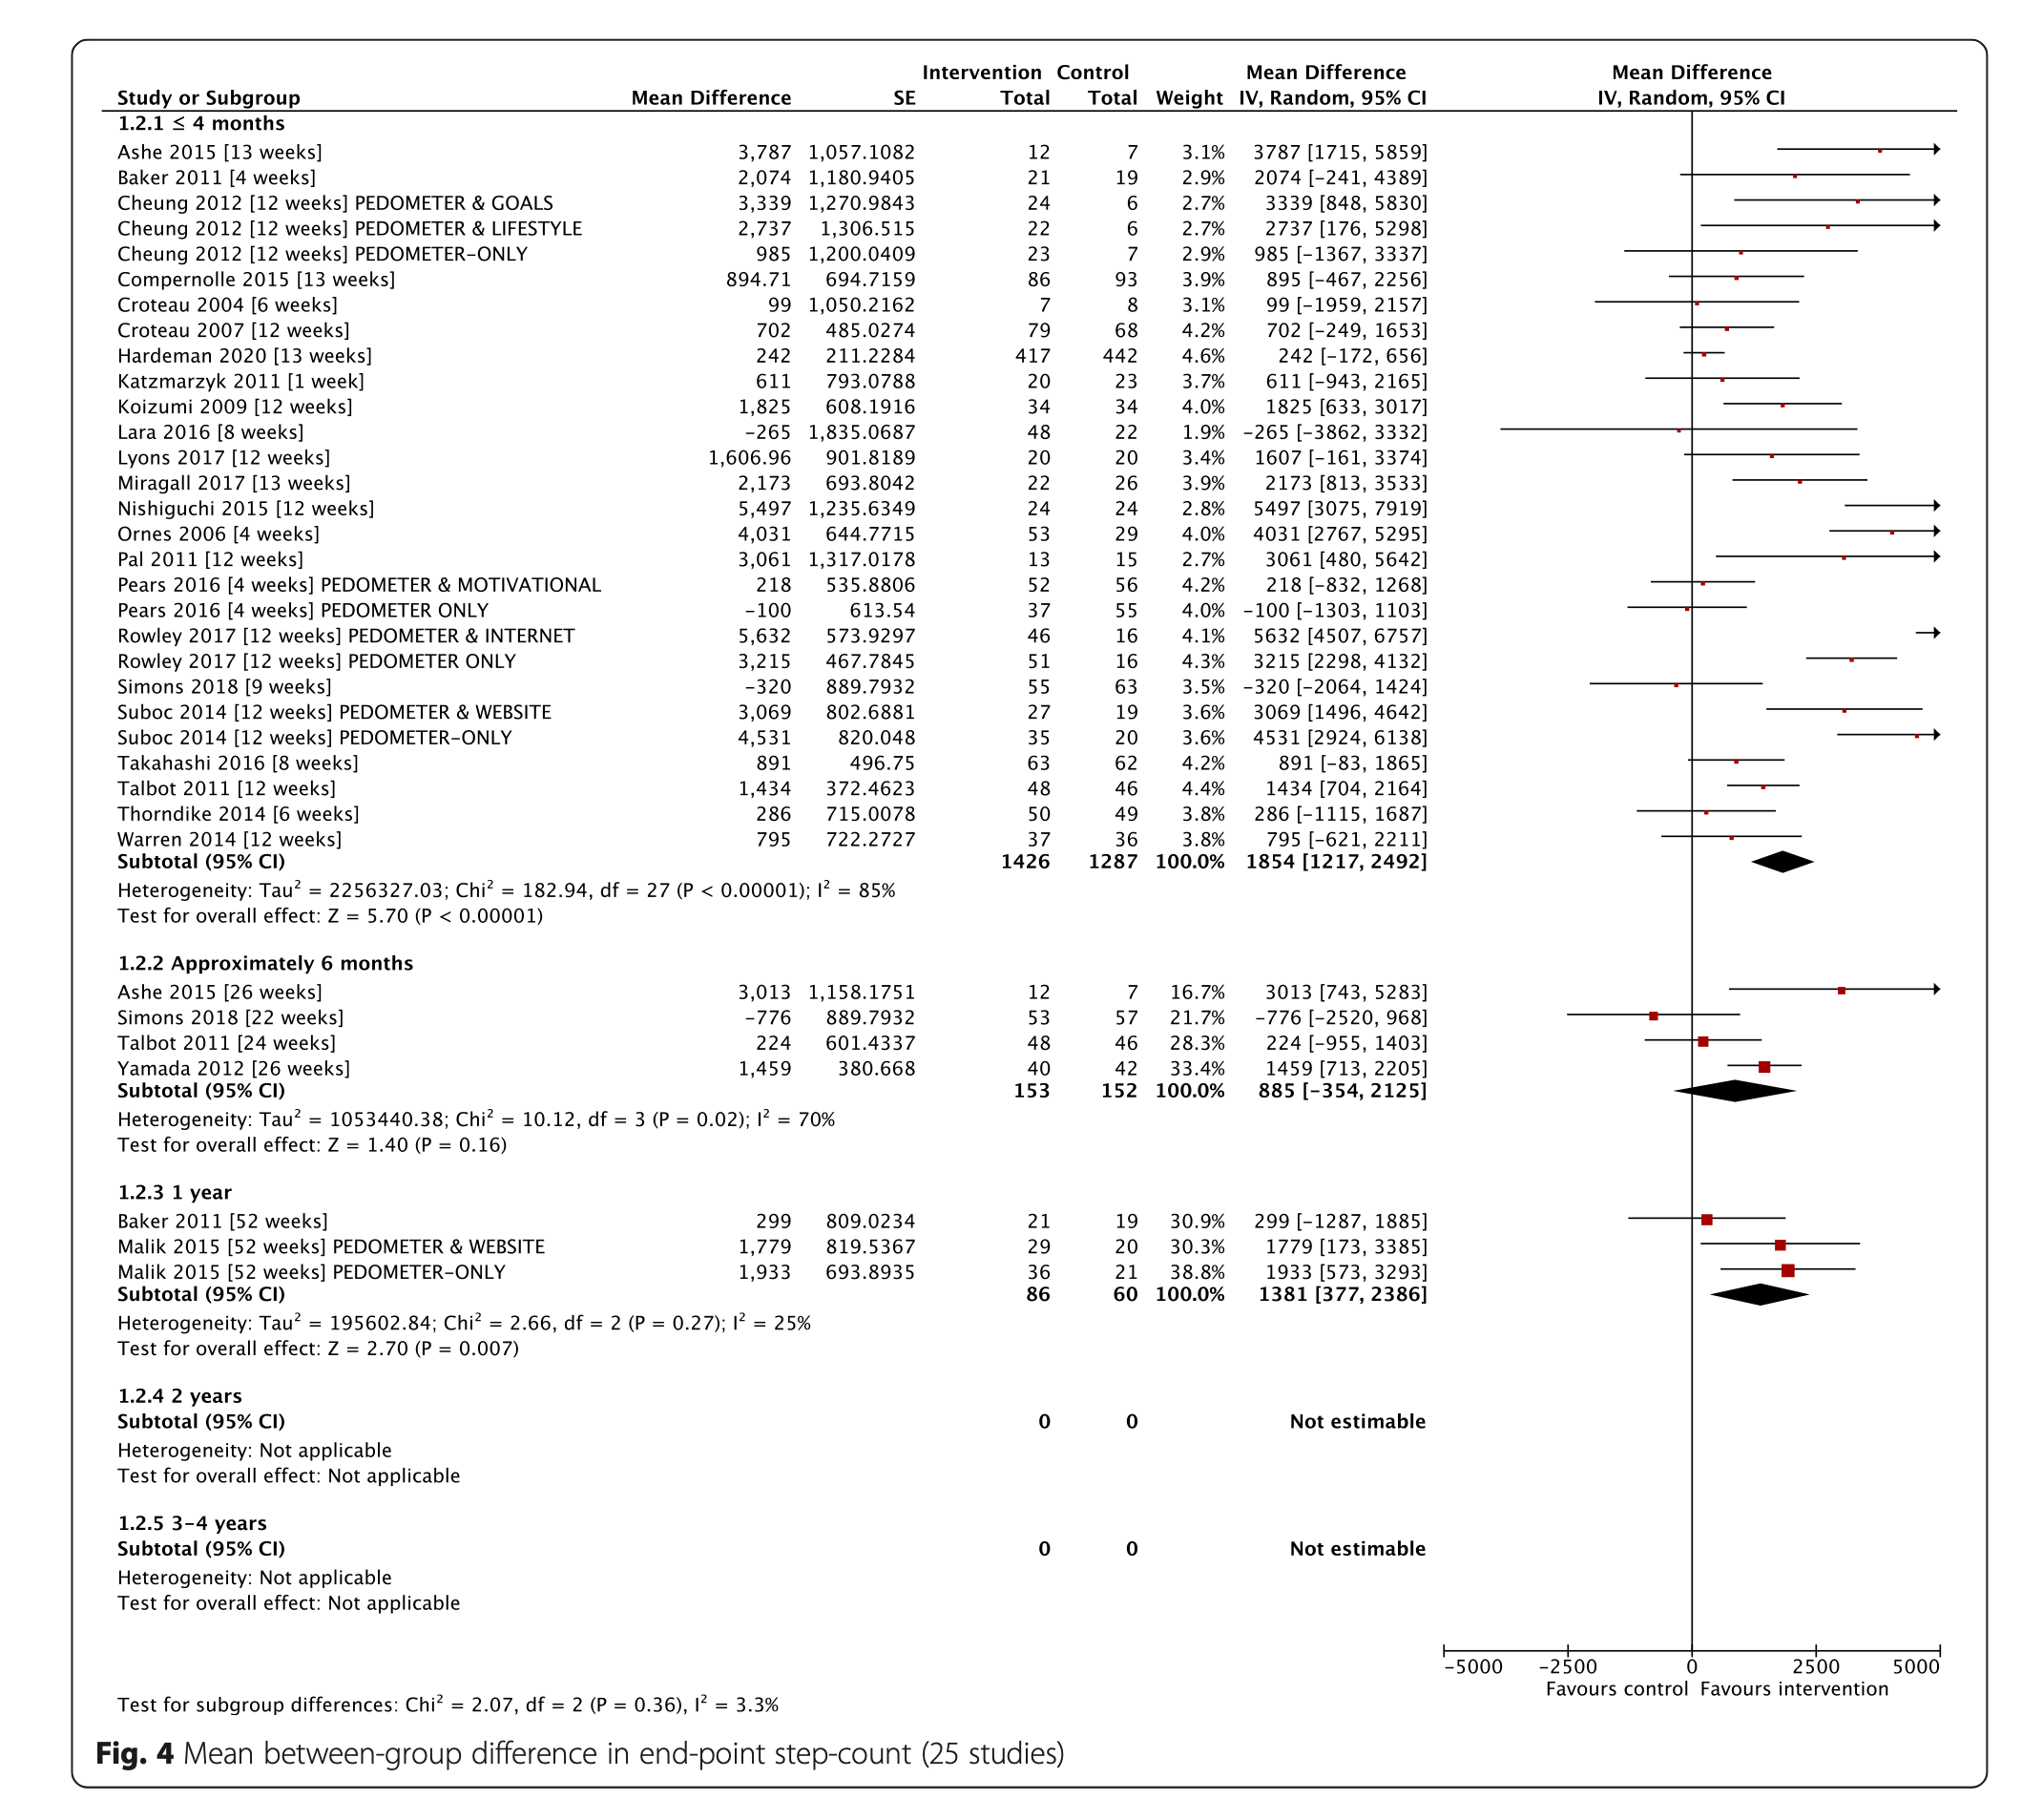 Intervention Control Mean Difference Mean Difference
Study or Subgroup Mean Difference SE Total Total Weight IV, Random, 95% CI IV, Random, 95% CI
1.2.1 ≤ 4 months
Ashe 2015 [13 weeks] 3,787 1,057.1082 12 7 3.1% 3787 [1715, 5859]
Baker 2011 [4 weeks] 2,074 1,180.9405 21 19 2.9% 2074 [−241, 4389]
Cheung 2012 [12 weeks] PEDOMETER & GOALS 3,339 1,270.9843 24 6 2.7% 3339 [848, 5830]
Cheung 2012 [12 weeks] PEDOMETER & LIFESTYLE 2,737 1,306.515 22 6 2.7% 2737 [176, 5298]
Cheung 2012 [12 weeks] PEDOMETER−ONLY 985 1,200.0409 23 7 2.9% 985 [−1367, 3337]
Compernolle 2015 [13 weeks] 894.71 694.7159 86 93 3.9% 895 [−467, 2256]
Croteau 2004 [6 weeks] 99 1,050.2162 7 8 3.1% 99 [−1959, 2157]
Croteau 2007 [12 weeks] 702 485.0274 79 68 4.2% 702 [−249, 1653]
Hardeman 2020 [13 weeks] 242 211.2284 417 442 4.6% 242 [−172, 656]
Katzmarzyk 2011 [1 week] 611 793.0788 20 23 3.7% 611 [−943, 2165]
Koizumi 2009 [12 weeks] 1,825 608.1916 34 34 4.0% 1825 [633, 3017]
Lara 2016 [8 weeks] −265 1,835.0687 48 22 1.9% −265 [−3862, 3332]
Lyons 2017 [12 weeks] 1,606.96 901.8189 20 20 3.4% 1607 [−161, 3374]
Miragall 2017 [13 weeks] 2,173 693.8042 22 26 3.9% 2173 [813, 3533]
Nishiguchi 2015 [12 weeks] 5,497 1,235.6349 24 24 2.8% 5497 [3075, 7919]
Ornes 2006 [4 weeks] 4,031 644.7715 53 29 4.0% 4031 [2767, 5295]
Pal 2011 [12 weeks] 3,061 1,317.0178 13 15 2.7% 3061 [480, 5642]
Pears 2016 [4 weeks] PEDOMETER & MOTIVATIONAL 218 535.8806 52 56 4.2% 218 [−832, 1268]
Pears 2016 [4 weeks] PEDOMETER ONLY −100 613.54 37 55 4.0% −100 [−1303, 1103]
Rowley 2017 [12 weeks] PEDOMETER & INTERNET 5,632 573.9297 46 16 4.1% 5632 [4507, 6757]
Rowley 2017 [12 weeks] PEDOMETER ONLY 3,215 467.7845 51 16 4.3% 3215 [2298, 4132]
Simons 2018 [9 weeks] −320 889.7932 55 63 3.5% −320 [−2064, 1424]
Suboc 2014 [12 weeks] PEDOMETER & WEBSITE 3,069 802.6881 27 19 3.6% 3069 [1496, 4642]
Suboc 2014 [12 weeks] PEDOMETER−ONLY 4,531 820.048 35 20 3.6% 4531 [2924, 6138]
Takahashi 2016 [8 weeks] 891 496.75 63 62 4.2% 891 [−83, 1865]
Talbot 2011 [12 weeks] 1,434 372.4623 48 46 4.4% 1434 [704, 2164]
Thorndike 2014 [6 weeks] 286 715.0078 50 49 3.8% 286 [−1115, 1687]
Warren 2014 [12 weeks] 795 722.2727 37 36 3.8% 795 [−621, 2211]
Subtotal (95% CI) 1426 1287 100.0% 1854 [1217, 2492]
Heterogeneity: Tau² = 2256327.03; Chi² = 182.94, df = 27 (P < 0.00001); I² = 85%
Test for overall effect: Z = 5.70 (P < 0.00001)
1.2.2 Approximately 6 months
Ashe 2015 [26 weeks] 3,013 1,158.1751 12 7 16.7% 3013 [743, 5283]
Simons 2018 [22 weeks] −776 889.7932 53 57 21.7% −776 [−2520, 968]
Talbot 2011 [24 weeks] 224 601.4337 48 46 28.3% 224 [−955, 1403]
Yamada 2012 [26 weeks] 1,459 380.668 40 42 33.4% 1459 [713, 2205]
Subtotal (95% CI) 153 152 100.0% 885 [−354, 2125]
Heterogeneity: Tau² = 1053440.38; Chi² = 10.12, df = 3 (P = 0.02); I² = 70%
Test for overall effect: Z = 1.40 (P = 0.16)
1.2.3 1 year
Baker 2011 [52 weeks] 299 809.0234 21 19 30.9% 299 [−1287, 1885]
Malik 2015 [52 weeks] PEDOMETER & WEBSITE 1,779 819.5367 29 20 30.3% 1779 [173, 3385]
Malik 2015 [52 weeks] PEDOMETER−ONLY 1,933 693.8935 36 21 38.8% 1933 [573, 3293]
Subtotal (95% CI) 86 60 100.0% 1381 [377, 2386]
Heterogeneity: Tau² = 195602.84; Chi² = 2.66, df = 2 (P = 0.27); I² = 25%
Test for overall effect: Z = 2.70 (P = 0.007)
1.2.4 2 years
Subtotal (95% CI) 0 0 Not estimable
Heterogeneity: Not applicable
Test for overall effect: Not applicable
1.2.5 3−4 years
Subtotal (95% CI) 0 0 Not estimable
Heterogeneity: Not applicable
Test for overall effect: Not applicable
−5000 −2500 0 2500 5000
Favours control Favours intervention
Test for subgroup differences: Chi² = 2.07, df = 2 (P = 0.36), I² = 3.3%
Fig. 4 Mean between-group difference in end-point step-count (25 studies)